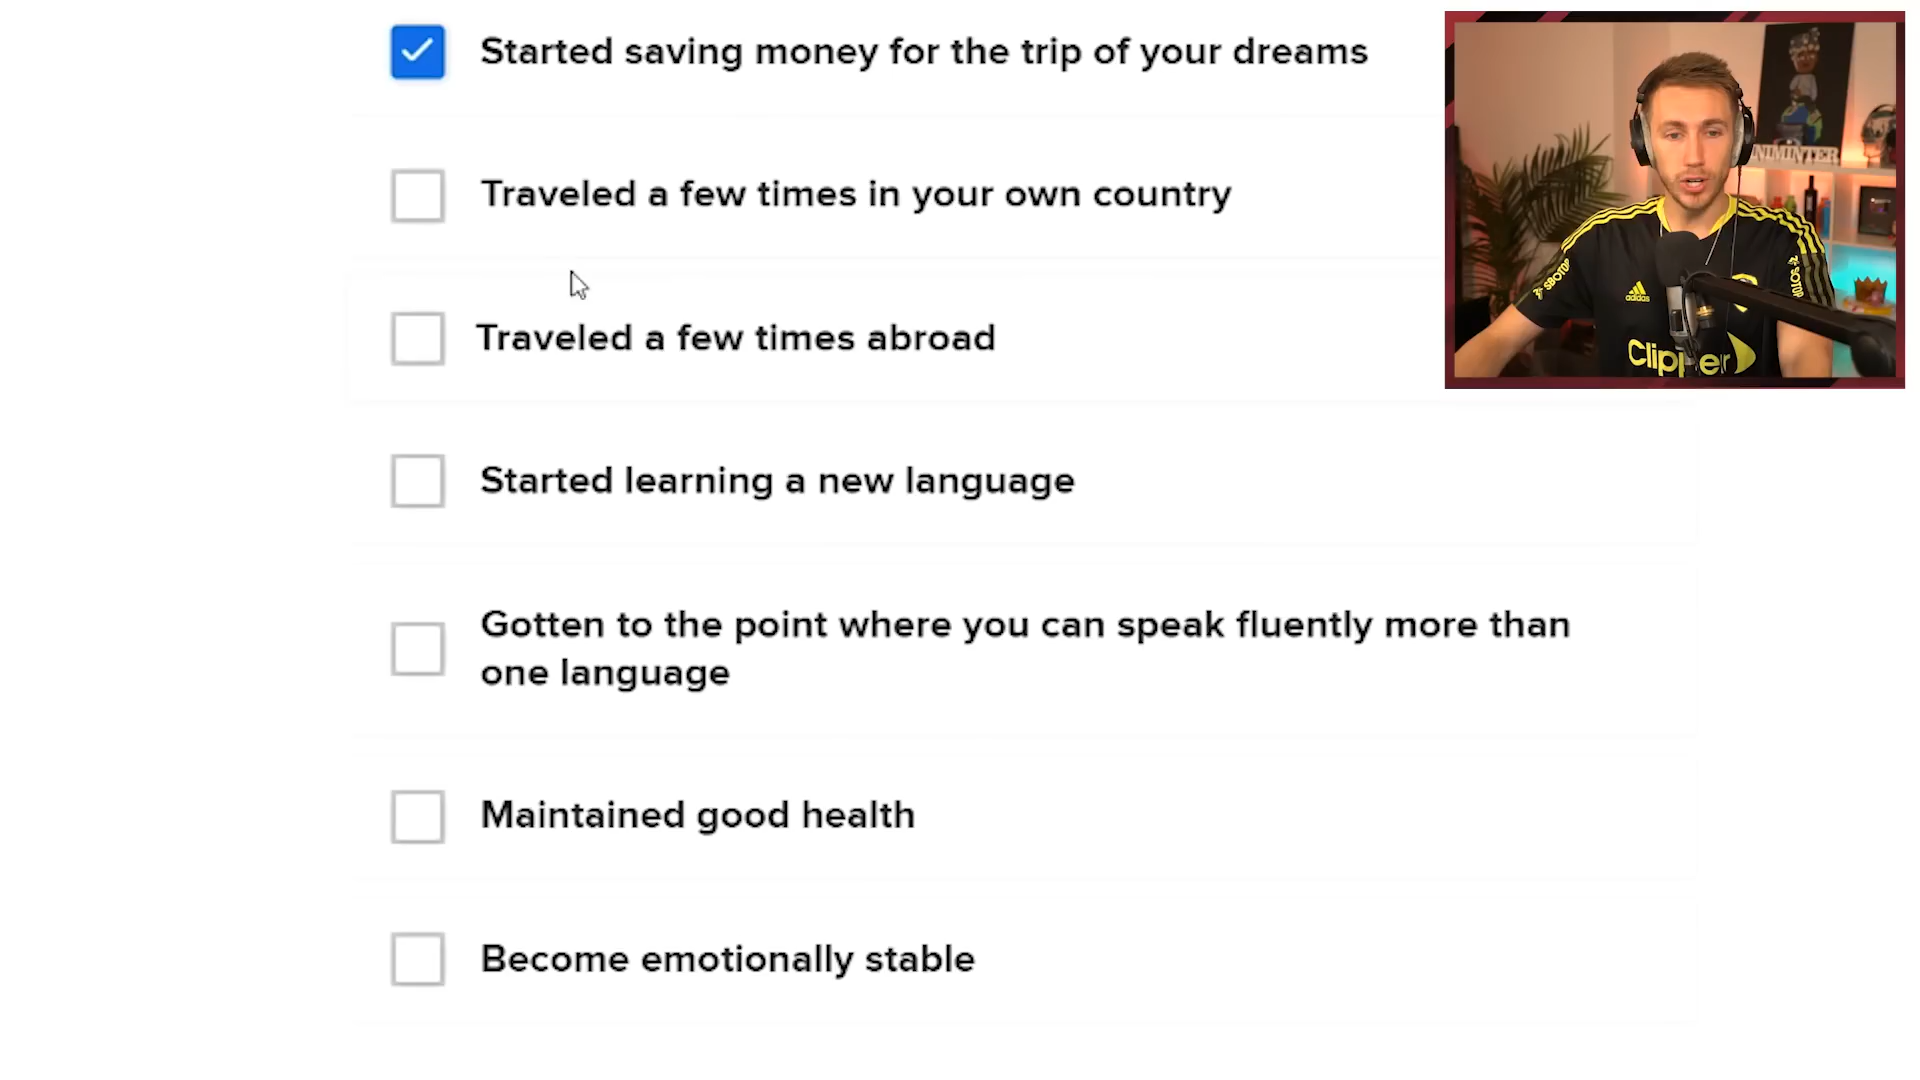 Started saving money for the trip of your dreams
Traveled a few times in your own country
Traveled a few times abroad
Started learning a new language
Gotten to the point where you can speak fluently more than
one language
Maintained good health
Become emotionally stable
NIMINTER
SBOTOP
adidas